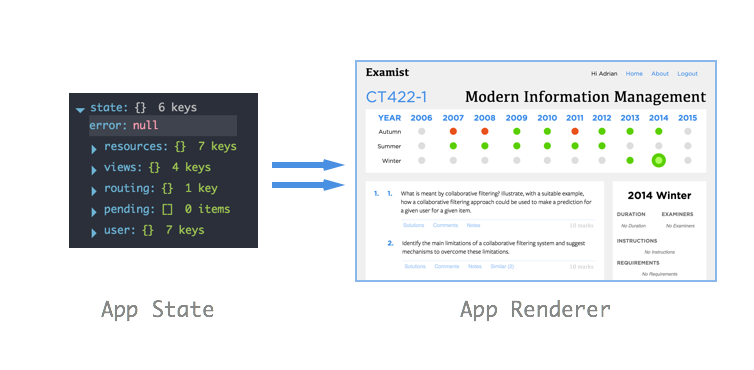 state: {} 6 keys
error: null
resources: {} 7 keys
views: {} 4 keys
routing: {} 1 key
pending: [] 0 items
user: {} 7 keys
App State
Examist
Hi Adrian Home About Logout
CT422-1 Modern Information Management
YEAR 2006 2007 2008 2009 2010 2011 2012 2013 2014 2015
Autumn
Summer
Winter
1. 1. What is meant by collaborative filtering? Illustrate, with a suitable example,
how a collaborative filtering approach could be used to make a prediction for
a given user for a given item.
Solutions Comments Notes 10 marks
2. Identify the main limitations of a collaborative filtering system and suggest
mechanisms to overcome these limitations.
Solutions Comments Notes Similar (3) 10 marks
2014 Winter
DURATION EXAMINERS
No Duration No Examiners
INSTRUCTIONS
No Instructions
REQUIREMENTS
No Requirements
App Renderer